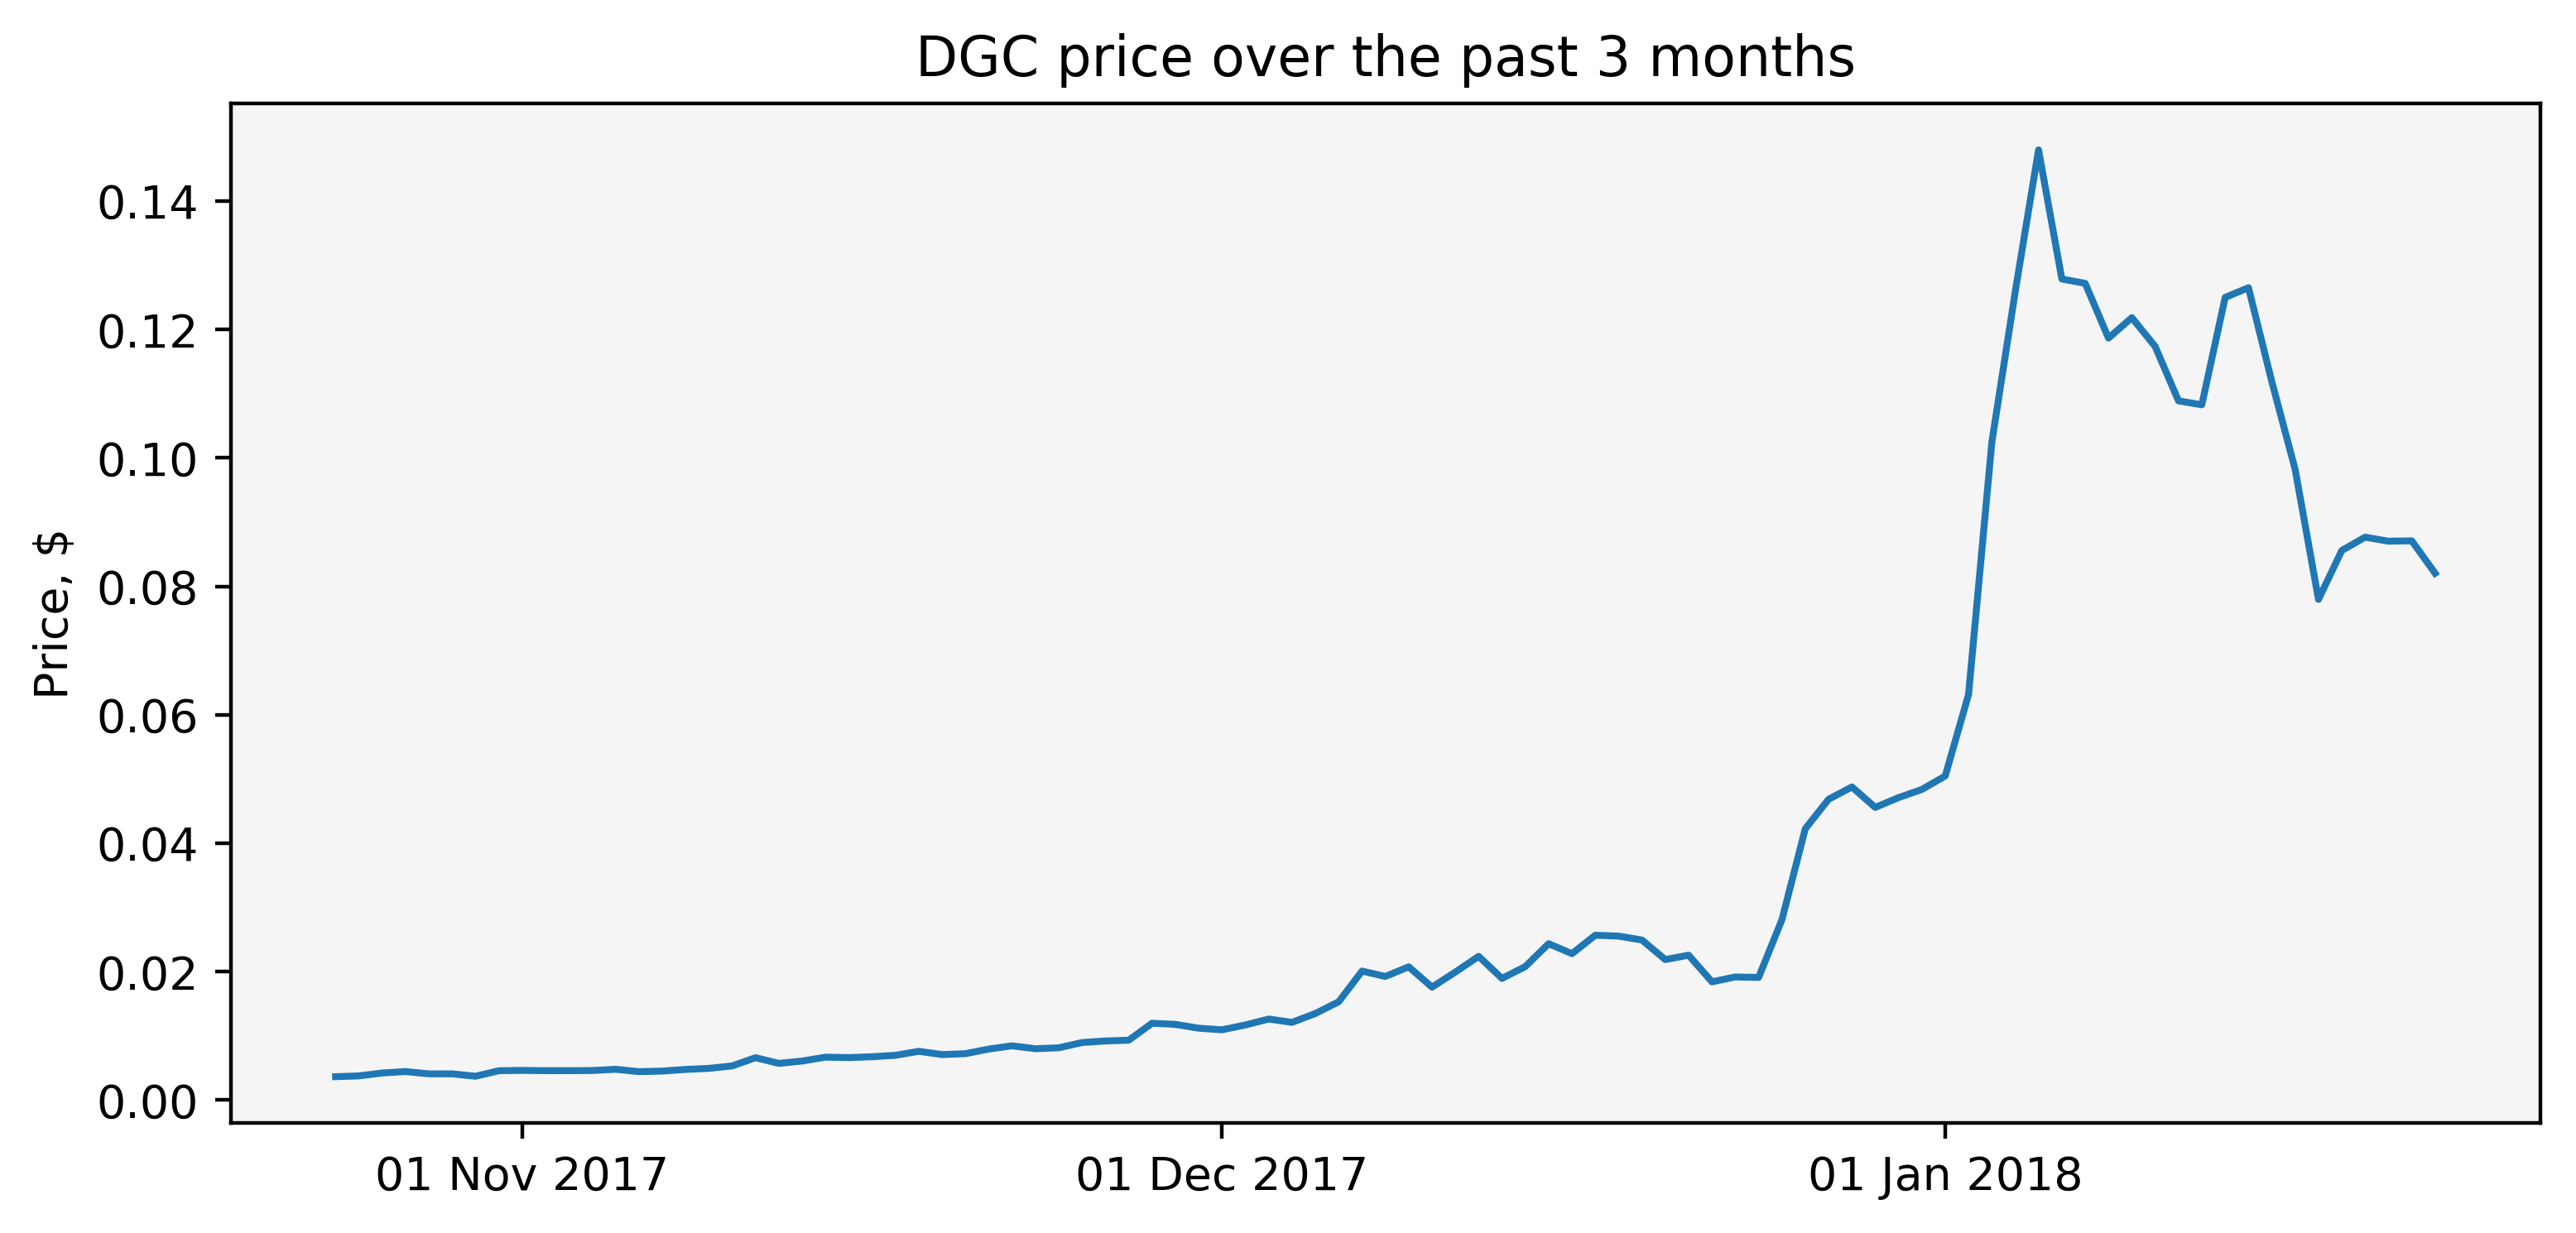 DGC price over the past 3 months
Price, $
0.14
0.12
0.10
0.08
0.06
0.04
0.02
0.00
01 Nov 2017
01 Dec 2017
01 Jan 2018